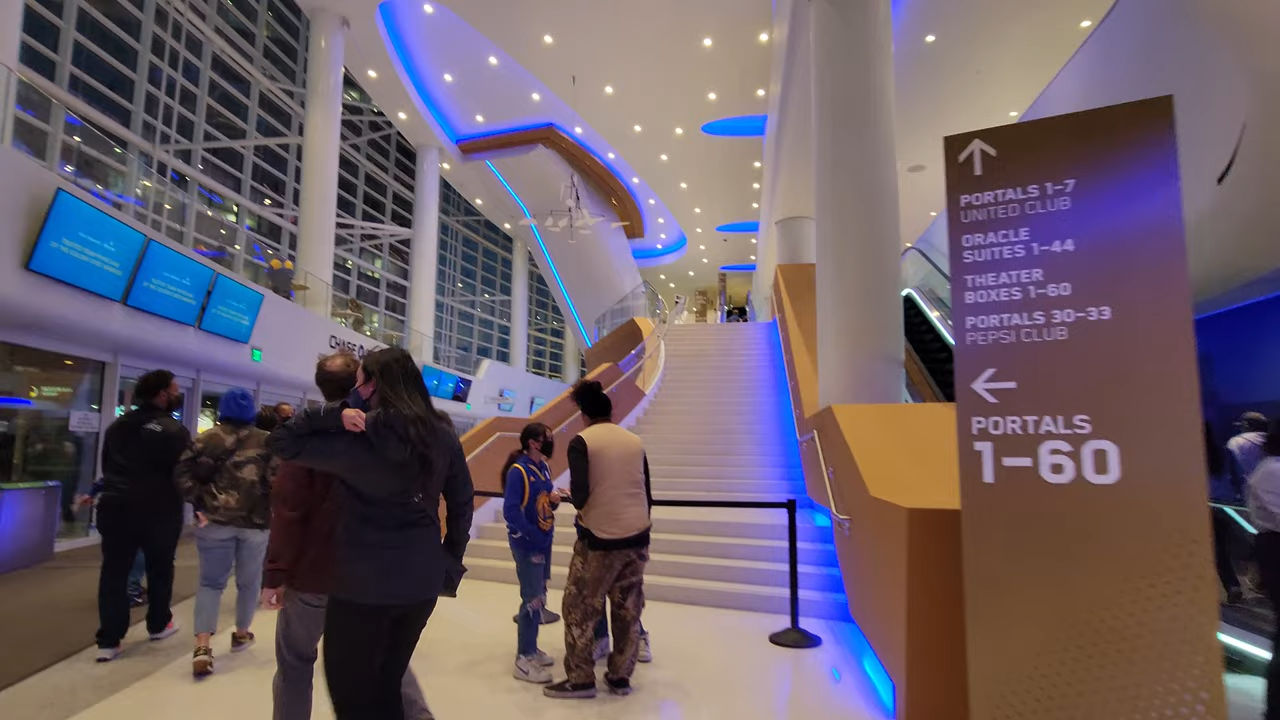 CHASE
PORTALS 1-7
UNITED CLUB
ORACLE
SUITES 1-44
THEATER
BOXES 1-60
PORTALS 30-33
PEPSI CLUB
PORTALS
1-60